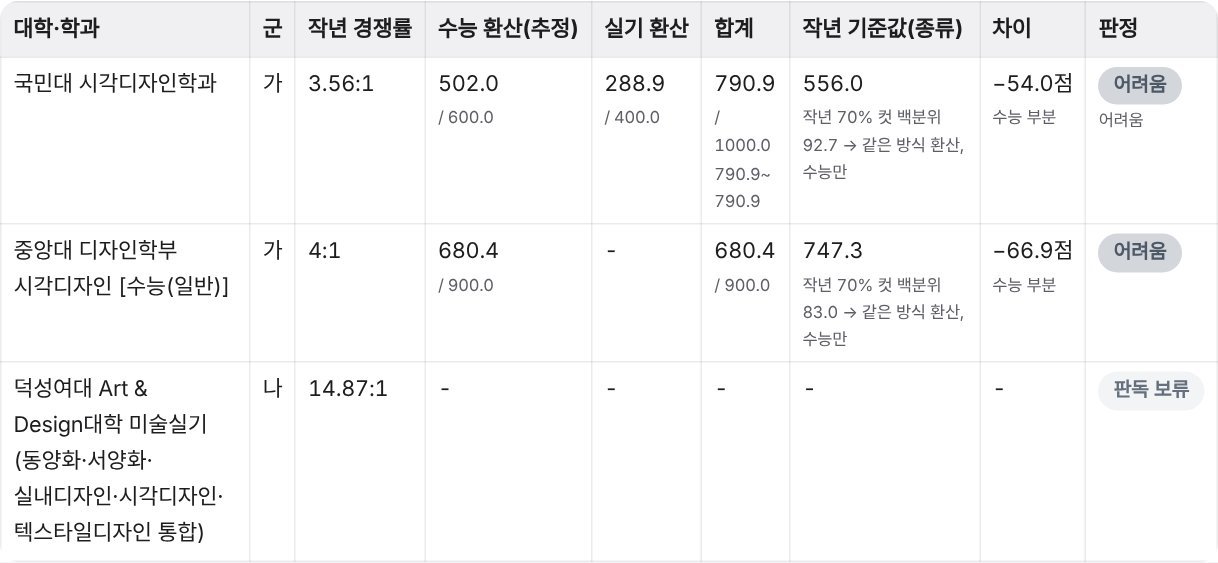 대학·학과 군 작년 경쟁률 수능 환산(추정) 실기 환산 합계 작년 기준값(종류) 차이 판정
국민대 시각디자인학과 가 3.56:1 502.0 288.9 790.9 556.0 −54.0점 어려움
/ 600.0 / 400.0 / 작년 70% 컷 백분위 수능 부분 어려움
1000.0 92.7 → 같은 방식 환산,
790.9~ 수능만
790.9
중앙대 디자인학부 가 4:1 680.4 - 680.4 747.3 −66.9점 어려움
시각디자인 [수능(일반)] / 900.0 / 900.0 작년 70% 컷 백분위 수능 부분
83.0 → 같은 방식 환산,
수능만
덕성여대 Art & 나 14.87:1 - - - - - 판독 보류
Design대학 미술실기
(동양화·서양화·
실내디자인·시각디자인·
텍스타일디자인 통합)